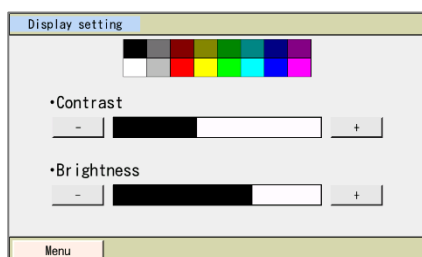 Display setting
・Contrast
- +
・Brightness
- +
Menu